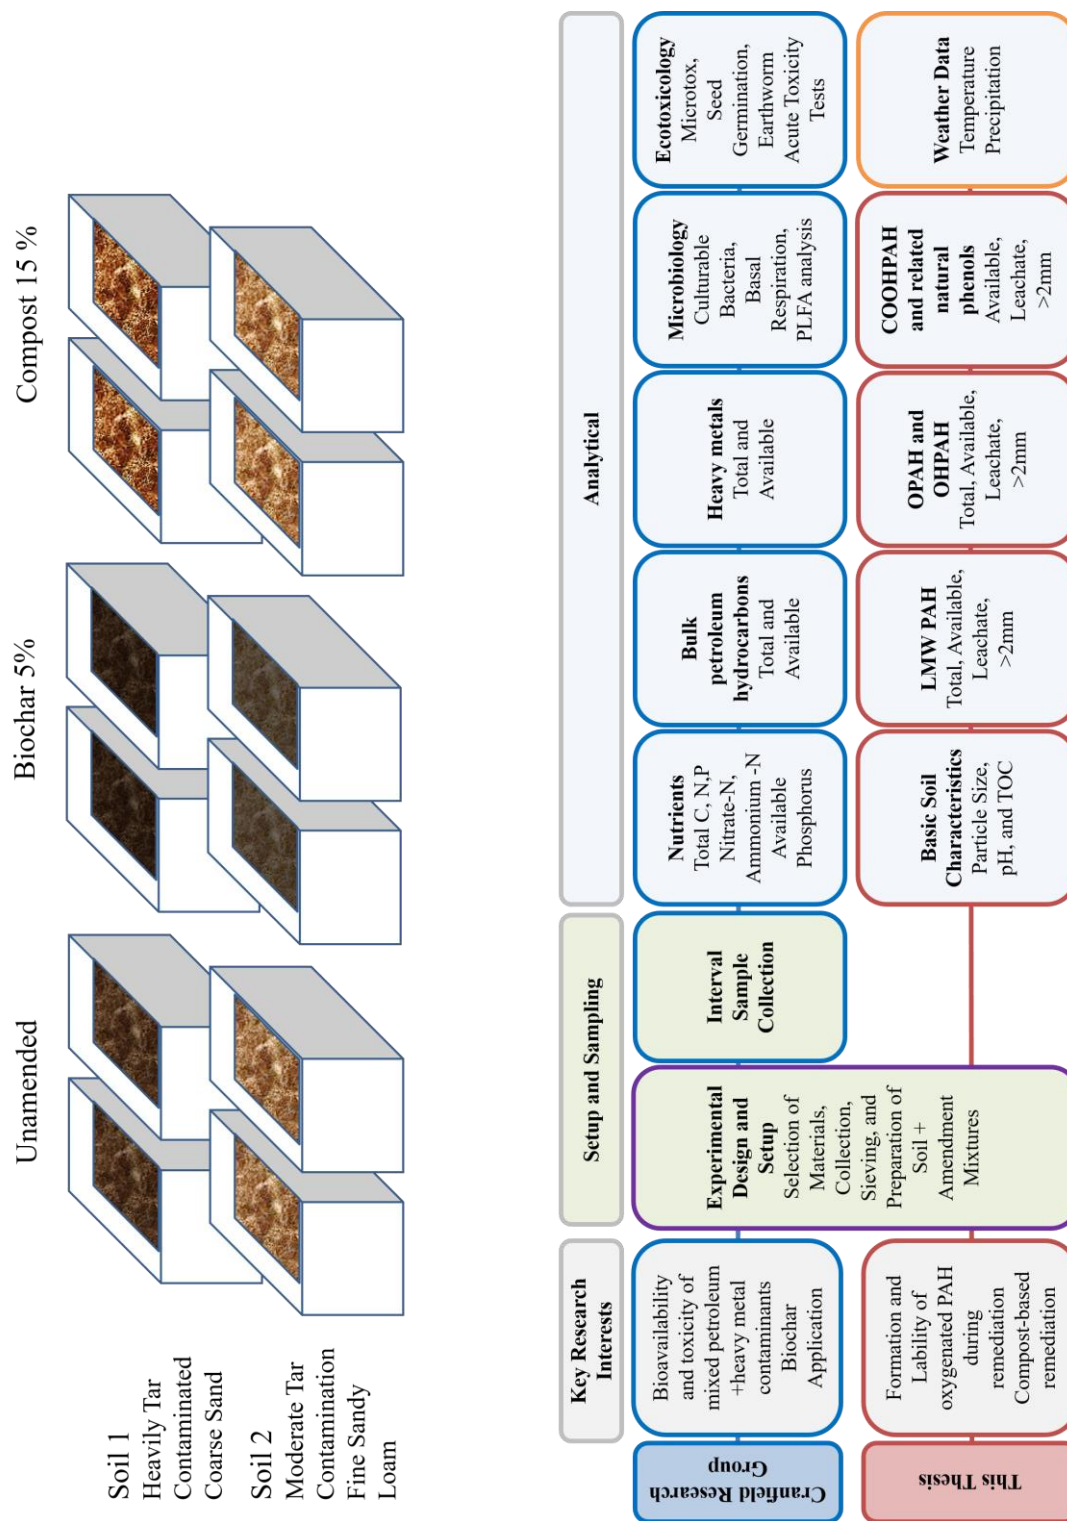 Unamended
Biochar 5%
Compost 15 %
Soil 1
Heavily Tar
Contaminated
Coarse Sand
Soil 2
Moderate Tar
Contamination
Fine Sandy
Loam
Key Research
Interests
Setup and Sampling
Analytical
Cranfield Research
Group
Bioavailability
and toxicity of
mixed petroleum
+heavy metal
contaminants
Biochar
Application
Experimental
Design and
Setup
Selection of
Materials,
Collection,
Sieving, and
Preparation of
Soil +
Amendment
Mixtures
Interval
Sample
Collection
Nutrients
Total C, N,P
Nitrate-N,
Ammonium -N
Available
Phosphorus
Bulk
petroleum
hydrocarbons
Total and
Available
Heavy metals
Total and
Available
Microbiology
Culturable
Bacteria,
Basal
Respiration,
PLFA analysis
Ecotoxicology
Microtox,
Seed
Germination,
Earthworm
Acute Toxicity
Tests
This Thesis
Formation and
Lability of
oxygenated PAH
during
remediation
Compost-based
remediation
Basic Soil
Characteristics
Particle Size,
pH, and TOC
LMW PAH
Total, Available,
Leachate,
>2mm
OPAH and
OHPAH
Total, Available,
Leachate,
>2mm
COOHPAH
and related
natural
phenols
Available,
Leachate,
>2mm
Weather Data
Temperature
Precipitation